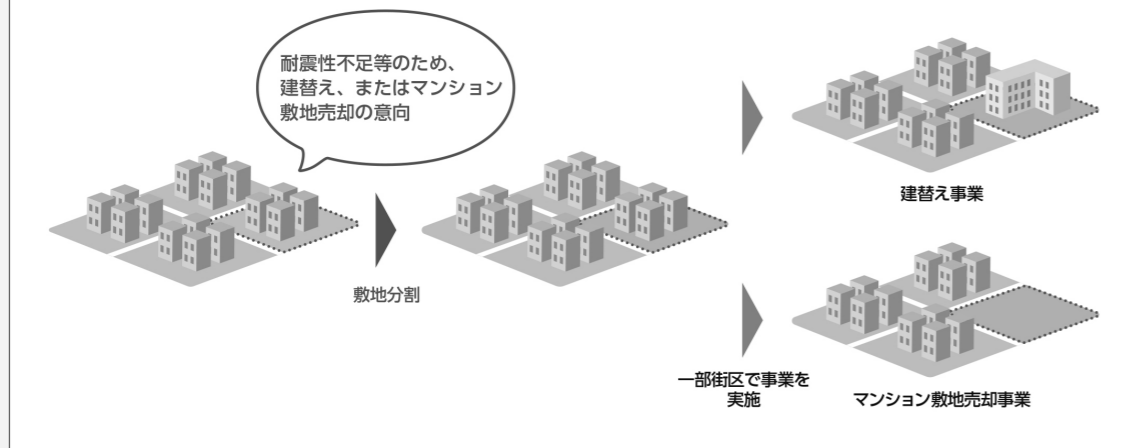 耐震性不足等のため、
建替え、またはマンション
敷地売却の意向
敷地分割
建替え事業
一部街区で事業を
実施
マンション敷地売却事業